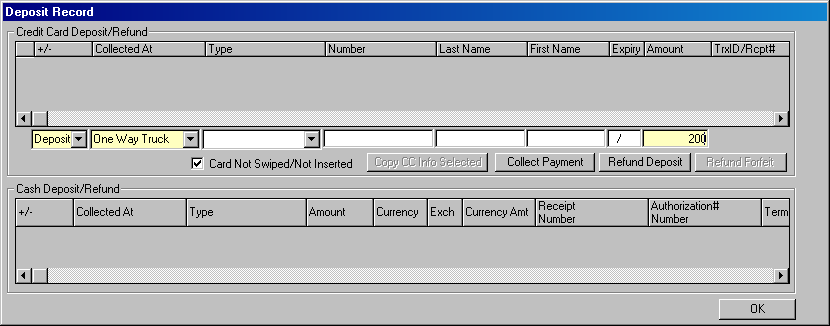 Deposit Record
Credit Card Deposit/Refund
+/- Collected At Type Number Last Name First Name Expiry Amount TrxID/Rcpt#
Deposit One Way Truck / 200
Card Not Swiped/Not Inserted Copy CC Info Selected Collect Payment Refund Deposit Refund Forfeit
Cash Deposit/Refund
+/- Collected At Type Amount Currency Exch Currency Amt Receipt Number Authorization# Number Term
OK